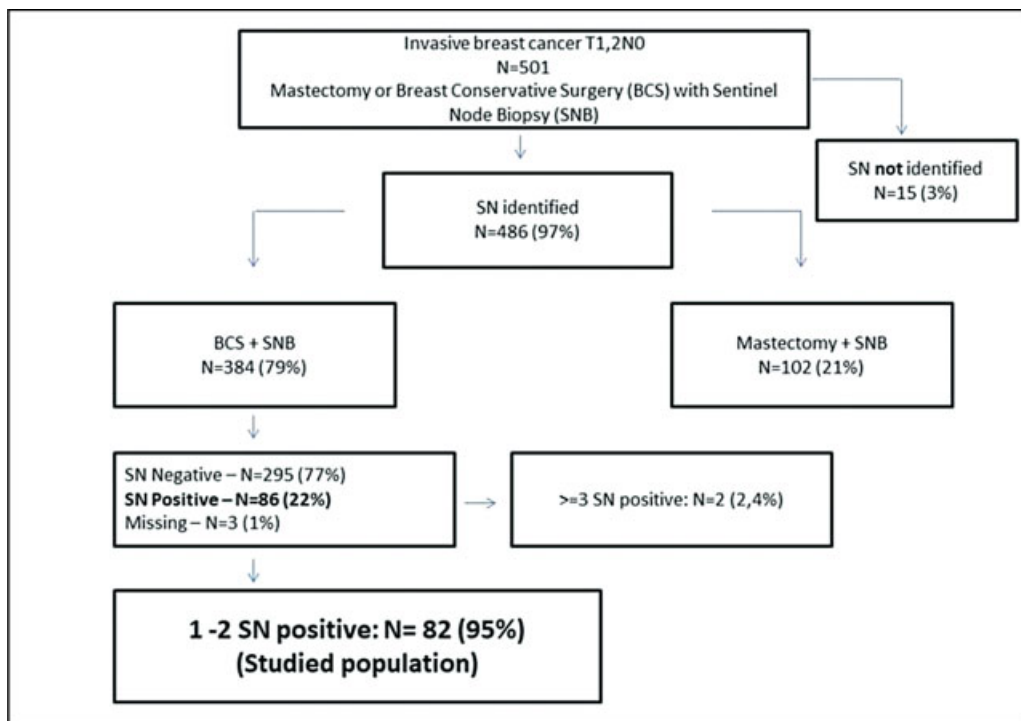 Invasive breast cancer T1,2N0
N=501
Mastectomy or Breast Conservative Surgery (BCS) with Sentinel
Node Biopsy (SNB)
SN not identified
N=15 (3%)
SN identified
N=486 (97%)
BCS + SNB
N=384 (79%)
Mastectomy + SNB
N=102 (21%)
SN Negative – N=295 (77%)
SN Positive – N=86 (22%)
Missing – N=3 (1%)
>=3 SN positive: N=2 (2,4%)
1 -2 SN positive: N= 82 (95%)
(Studied population)